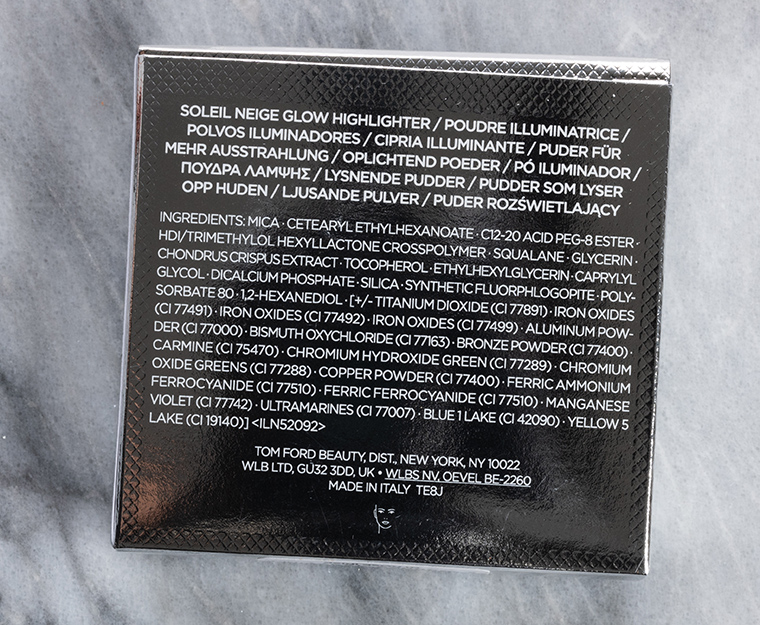 SOLEIL NEIGE GLOW HIGHLIGHTER / POUDRE ILLUMINATRICE /
POLVOS ILUMINADORES / CIPRIA ILLUMINANTE / PUDER FÜR
MEHR AUSSTRAHLUNG / OPLICHTEND POEDER / PÓ ILUMINADOR /
ΠΟΥΔΡΑ ΛΑΜΨΗΣ / LYSNENDE PUDDER / PUDDER SOM LYSER
OPP HUDEN / LJUSANDE PULVER / PUDER ROZŚWIETLAJĄCY
INGREDIENTS: MICA · CETEARYL ETHYLHEXANOATE · C12-20 ACID PEG-8 ESTER ·
HDI/TRIMETHYLOL HEXYLLACTONE CROSSPOLYMER · SQUALANE · GLYCERIN ·
CHONDRUS CRISPUS EXTRACT · TOCOPHEROL · ETHYLHEXYLGLYCERIN · CAPRYLYL
GLYCOL · DICALCIUM PHOSPHATE · SILICA · SYNTHETIC FLUORPHLOGOPITE · POLY-
SORBATE 80 · 1,2-HEXANEDIOL · [+/- TITANIUM DIOXIDE (CI 77891) · IRON OXIDES
(CI 77491) · IRON OXIDES (CI 77492) · IRON OXIDES (CI 77499) · ALUMINUM POW-
DER (CI 77000) · BISMUTH OXYCHLORIDE (CI 77163) · BRONZE POWDER (CI 77400) ·
CARMINE (CI 75470) · CHROMIUM HYDROXIDE GREEN (CI 77289) · CHROMIUM
OXIDE GREENS (CI 77288) · COPPER POWDER (CI 77400) · FERRIC AMMONIUM
FERROCYANIDE (CI 77510) · FERRIC FERROCYANIDE (CI 77510) · MANGANESE
VIOLET (CI 77742) · ULTRAMARINES (CI 77007) · BLUE 1 LAKE (CI 42090) · YELLOW 5
LAKE (CI 19140)] <ILN52092>
TOM FORD BEAUTY, DIST., NEW YORK, NY 10022
WLB LTD, GU32 3DD, UK • WLBS NV. OEVEL BE-2260
MADE IN ITALY TE8J